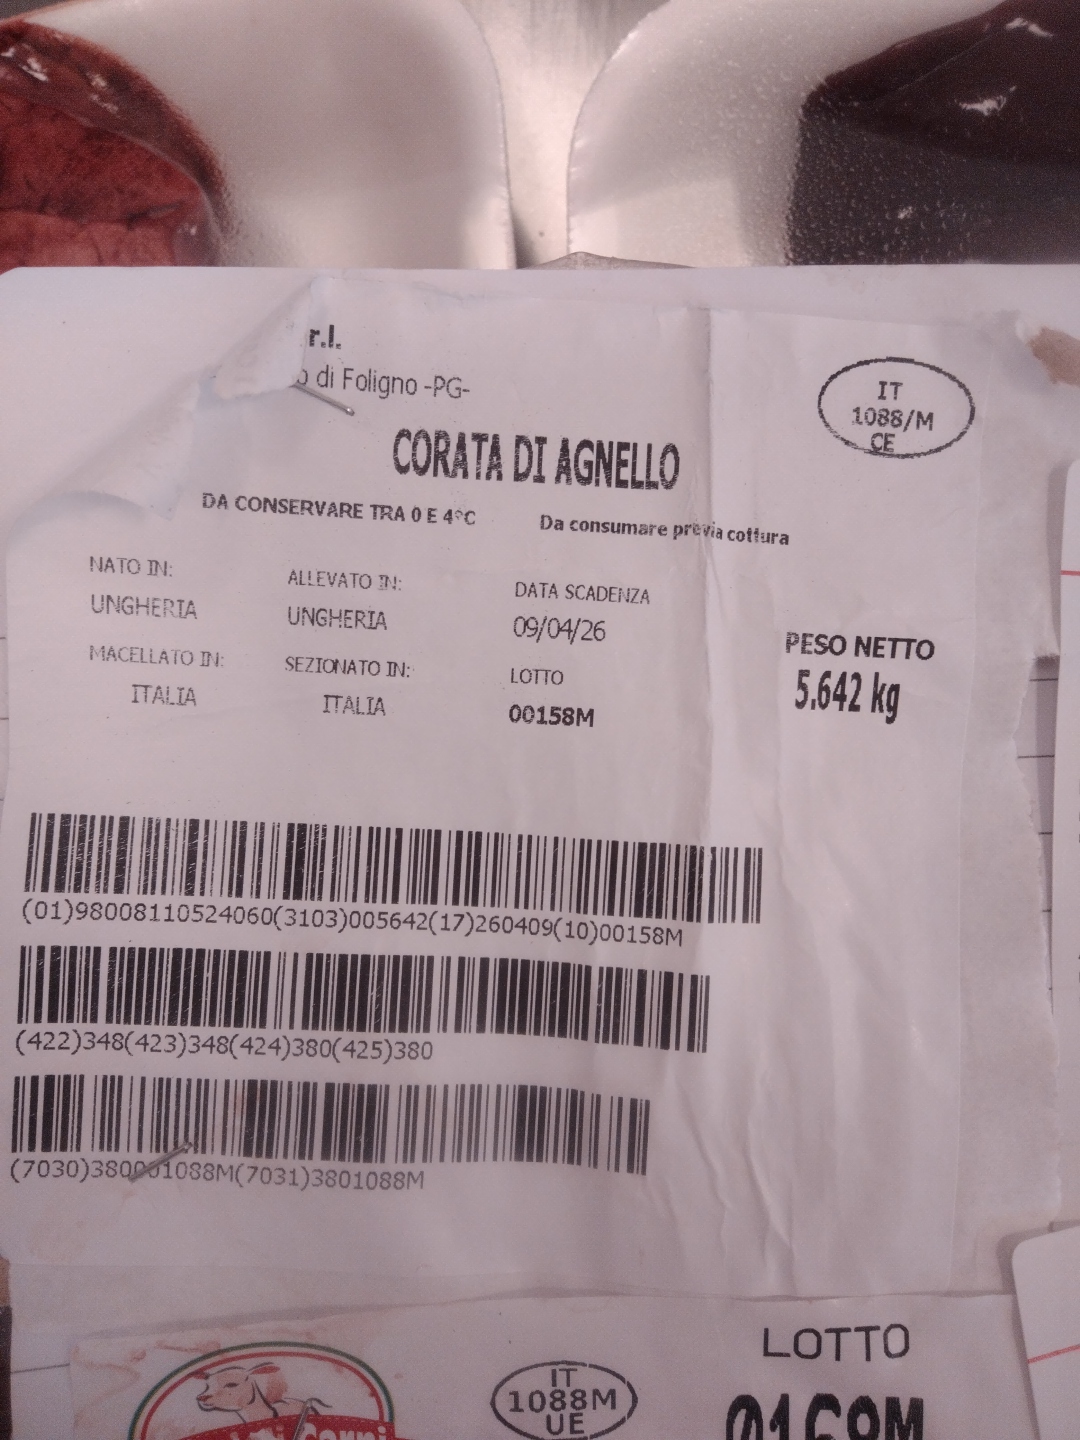 r.l.
di Foligno -PG-
IT
1088/M
CE
CORATA DI AGNELLO
DA CONSERVARE TRA 0 E 4°C
Da consumare previa cottura
NATO IN:
UNGHERIA
ALLEVATO IN:
UNGHERIA
DATA SCADENZA
09/04/26
MACELLATO IN:
ITALIA
SEZIONATO IN:
ITALIA
LOTTO
00158M
PESO NETTO
5.642 kg
(01)98008110524060(3103)005642(17)260409(10)00158M
(422)348(423)348(424)380(425)380
(7030)380001088M(7031)3801088M
IT
1088M
UE
LOTTO